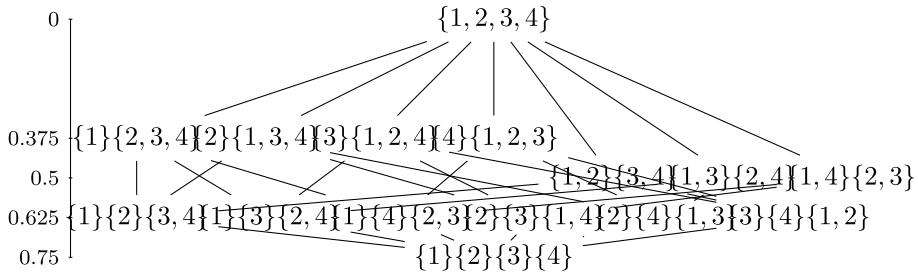 0 {1, 2, 3, 4}
0.375 {1}{2, 3, 4} {2}{1, 3, 4} {3}{1, 2, 4} {4}{1, 2, 3}
0.5 {1, 2}{3, 4} {1, 3}{2, 4} {1, 4}{2, 3}
0.625 {1}{2}{3, 4} {1}{3}{2, 4} {1}{4}{2, 3} {2}{3}{1, 4} {2}{4}{1, 3} {3}{4}{1, 2}
0.75 {1}{2}{3}{4}